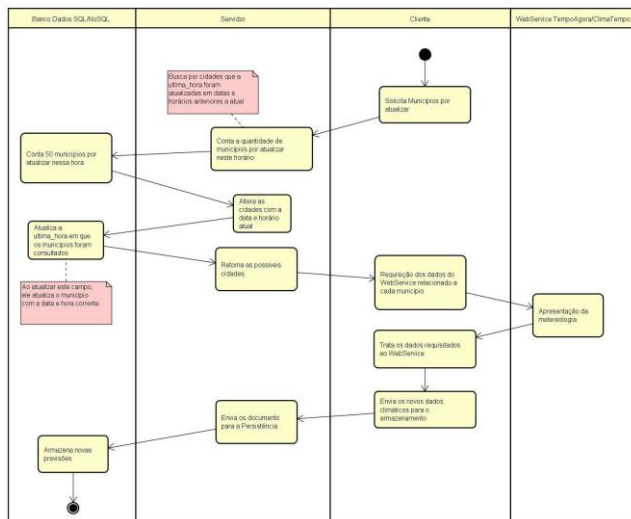 Banco Dados SQL/NoSQL
Servidor
Cliente
WebService TempoAgora/ClimaTempo
Busca por cidades que a
ultima_hora foram
atualizadas em datas e
horários anteriores a atual
Solicita Municípios por
atualizar
Conta a quantidade de
municípios por atualizar
neste horário
Conta 50 municípios por
atualizar nessa hora
Altera as
cidades com a
data e horário
atual
Atualiza a
ultima_hora em que
os municípios foram
consultados
Retorna as possíveis
cidades
Requisição dos dados do
WebService relacionado a
cada município
Ao atualizar este campo,
ele atualiza o município
com a data e hora corrente
Apresentação da
metereologia
Trata os dados requisitados
ao WebService
Envia os novos dados
climáticos para o
armazenamento
Envia os documento
para a Persistência
Armazena novas
previsões